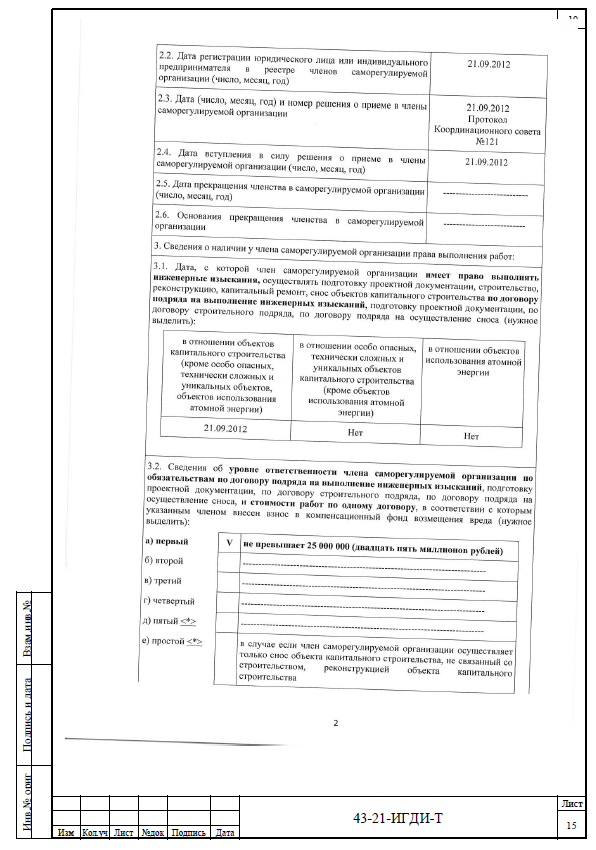 2.2. Дата регистрации юридического лица или индивидуального
предпринимателя в реестре членов саморегулируемой
организации (число, месяц, год)
21.09.2012
2.3. Дата (число, месяц, год) и номер решения о приеме в члены
саморегулируемой организации
21.09.2012
Протокол
Координационного совета
№121
2.4. Дата вступления в силу решения о приеме в члены
саморегулируемой организации (число, месяц, год)
21.09.2012
2.5. Дата прекращения членства в саморегулируемой организации
(число, месяц, год)
----------------------------
2.6. Основания прекращения членства в саморегулируемой
организации
---------------------------
3. Сведения о наличии у члена саморегулируемой организации права выполнения работ:
3.1. Дата, с которой член саморегулируемой организации имеет право выполнять
инженерные изыскания, осуществлять подготовку проектной документации, строительство,
реконструкцию, капитальный ремонт, снос объектов капитального строительства по договору
подряда на выполнение инженерных изысканий, подготовку проектной документации, по
договору строительного подряда, по договору подряда на осуществление сноса (нужное
выделить):
в отношении объектов
капитального строительства
(кроме особо опасных,
технически сложных и
уникальных объектов,
объектов использования
атомной энергии)
в отношении особо опасных,
технически сложных и
уникальных объектов
капитального строительства
(кроме объектов
использования атомной
энергии)
в отношении объектов
использования атомной
энергии
21.09.2012
Нет
Нет
3.2. Сведения об уровне ответственности члена саморегулируемой организации по
обязательствам по договору подряда на выполнение инженерных изысканий, подготовку
проектной документации, по договору строительного подряда, по договору подряда на
осуществление сноса, и стоимости работ по одному договору, в соответствии с которым
указанным членом внесен взнос в компенсационный фонд возмещения вреда (нужное
выделить):
а) первый V не превышает 25 000 000 (двадцать пять миллионов рублей)
б) второй
в) третий
г) четвертый
д) пятый <*>
е) простой <*>
в случае если член саморегулируемой организации осуществляет
только снос объекта капитального строительства, не связанный со
строительством, реконструкцией объекта капитального
строительства
2
Взам.инв.№
Подпись и дата
Инв.№ ориг
Изм Кол.уч Лист №док Подпись Дата
43-21-ИГДИ-Т
Лист
15